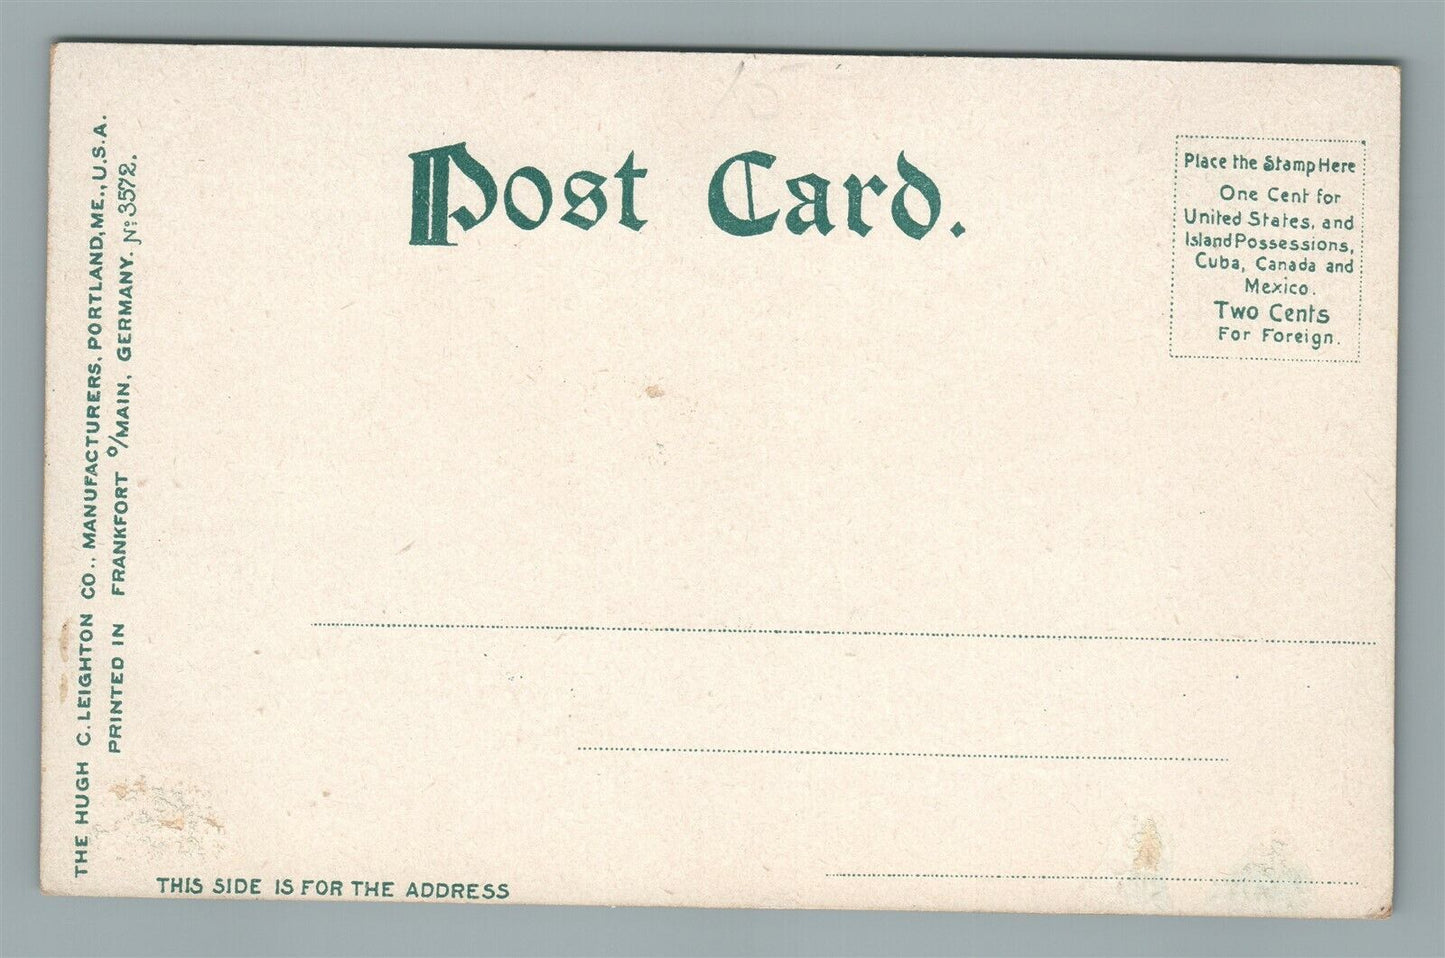 Post Card.
Place the Stamp Here
One Cent for
United States, and
Island Possessions,
Cuba, Canada and
Mexico.
Two Cents
For Foreign.
THE HUGH C. LEIGHTON CO., MANUFACTURERS, PORTLAND, ME., U.S.A.
PRINTED IN FRANKFORT o/MAIN, GERMANY. No 3572.
THIS SIDE IS FOR THE ADDRESS